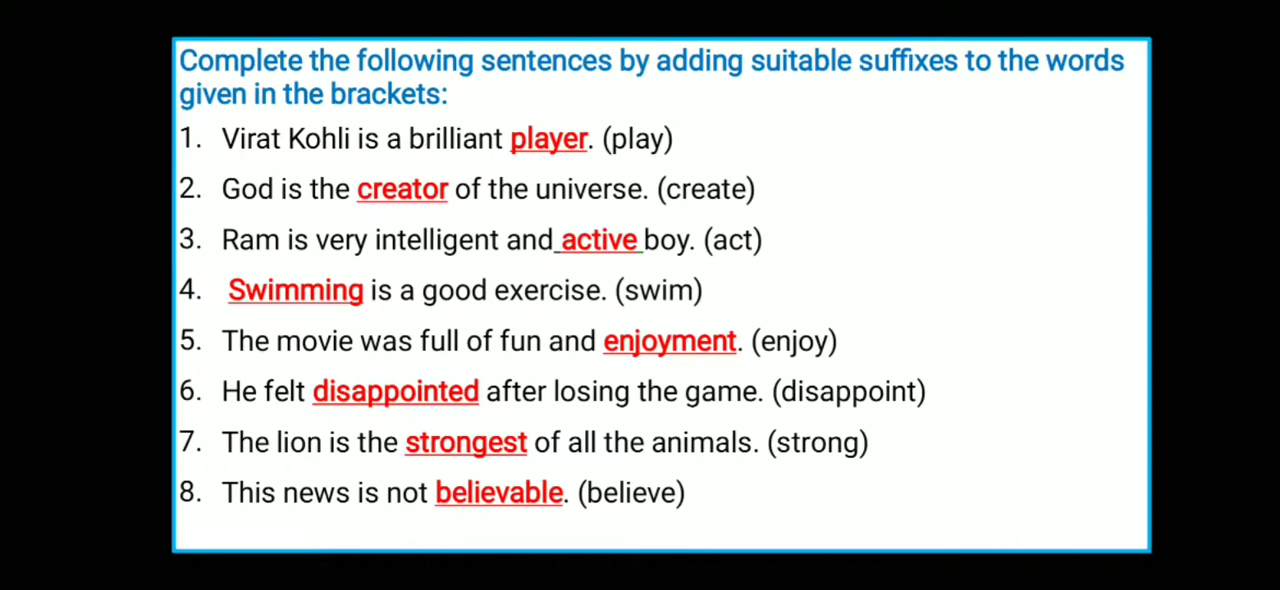 Complete the following sentences by adding suitable suffixes to the words
given in the brackets:
1. Virat Kohli is a brilliant player. (play)
2. God is the creator of the universe. (create)
3. Ram is very intelligent and active boy. (act)
4. Swimming is a good exercise. (swim)
5. The movie was full of fun and enjoyment. (enjoy)
6. He felt disappointed after losing the game. (disappoint)
7. The lion is the strongest of all the animals. (strong)
8. This news is not believable. (believe)